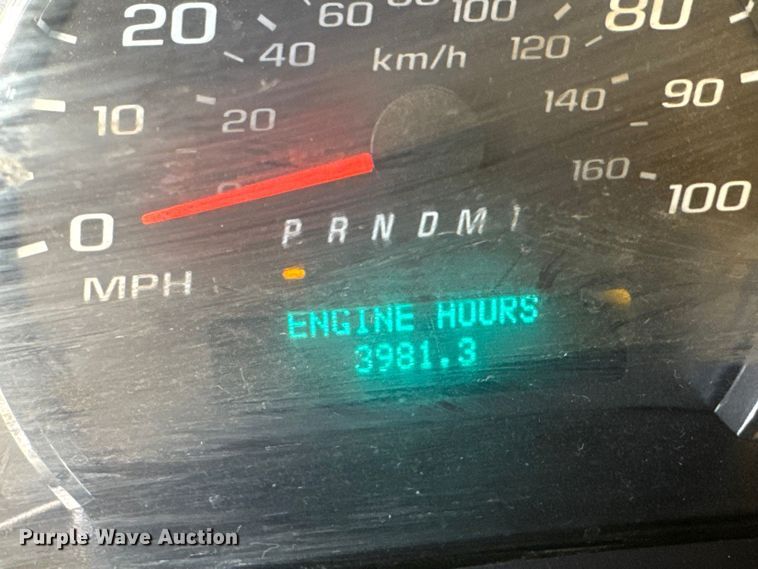 20 60 80 100 80
40 km/h 120
10 20 140 90
0 160 100
P R N D M 1
MPH
ENGINE HOURS
3981.3
Purple Wave Auction